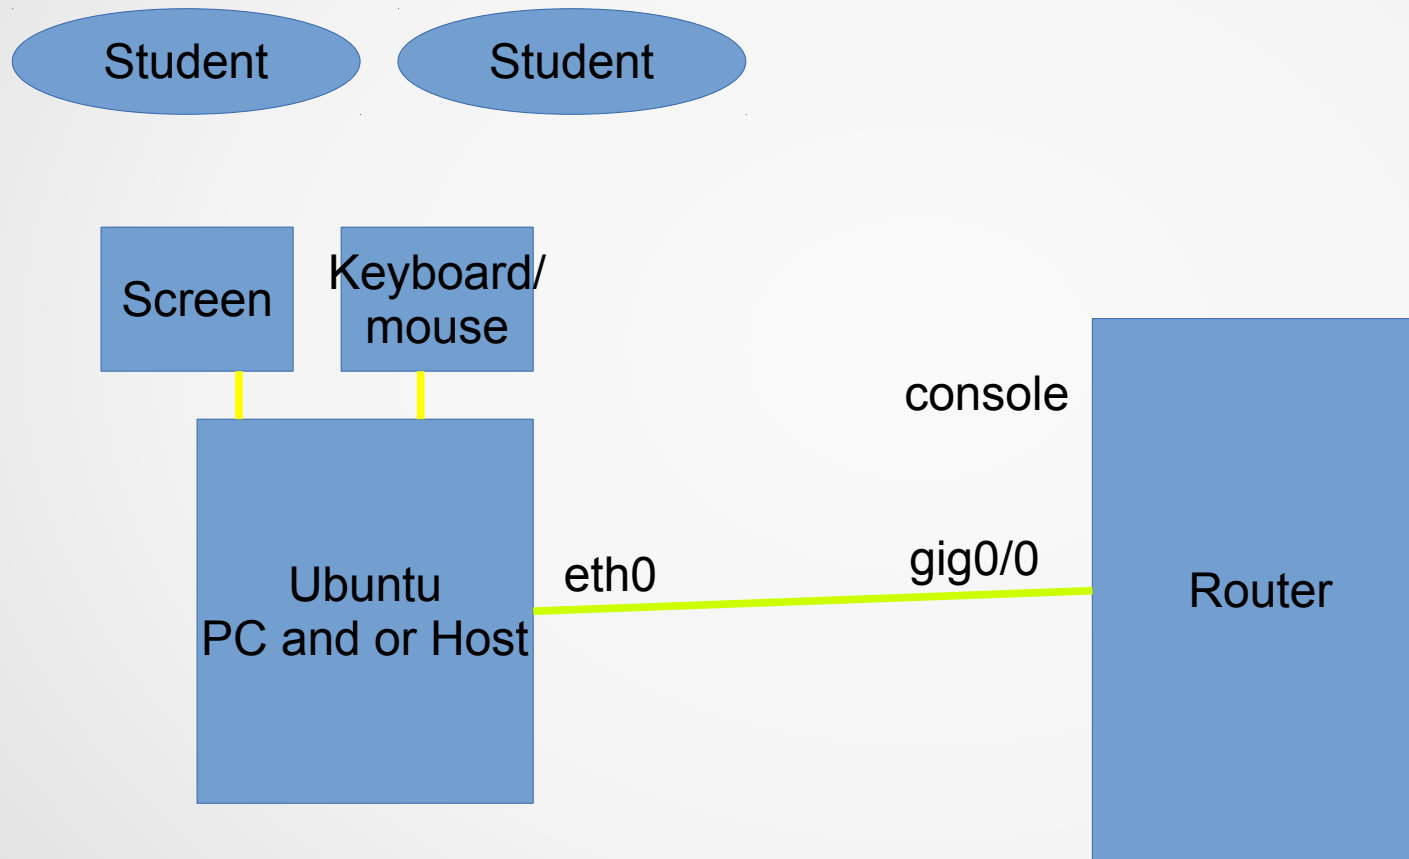 Student
Student
Screen
Keyboard/
mouse
console
eth0
gig0/0
Ubuntu
PC and or Host
Router